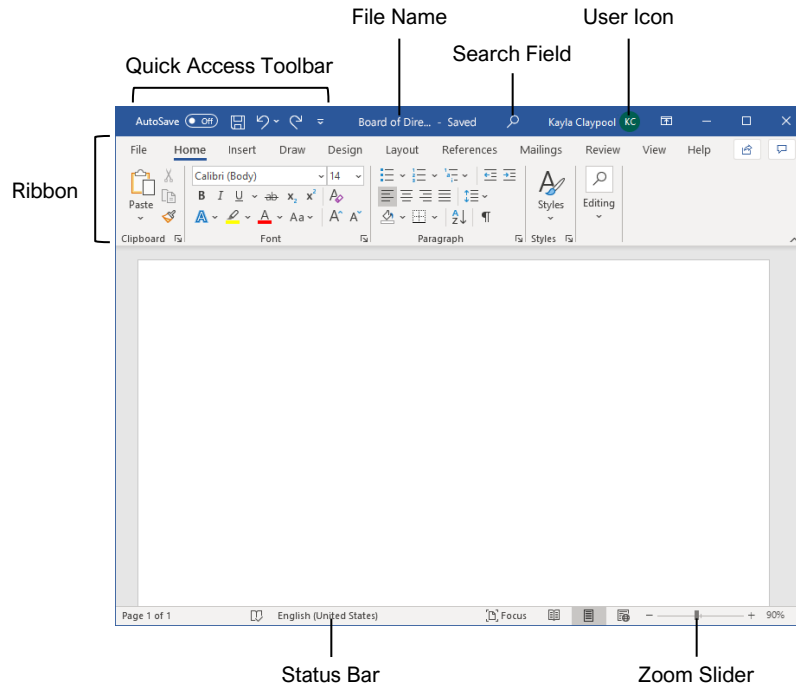 File Name
User Icon
Search Field
Quick Access Toolbar
AutoSave Off
Board of Dire... - Saved
Kayla Claypool KC
File Home Insert Draw Design Layout References Mailings Review View Help
Ribbon
Calibri (Body) 14
Paste
B I U ab x₂ x² A
A A Aa A A
A Z
Styles
Editing
Clipboard Font Paragraph Styles
Page 1 of 1 English (United States) Focus 90%
Status Bar
Zoom Slider